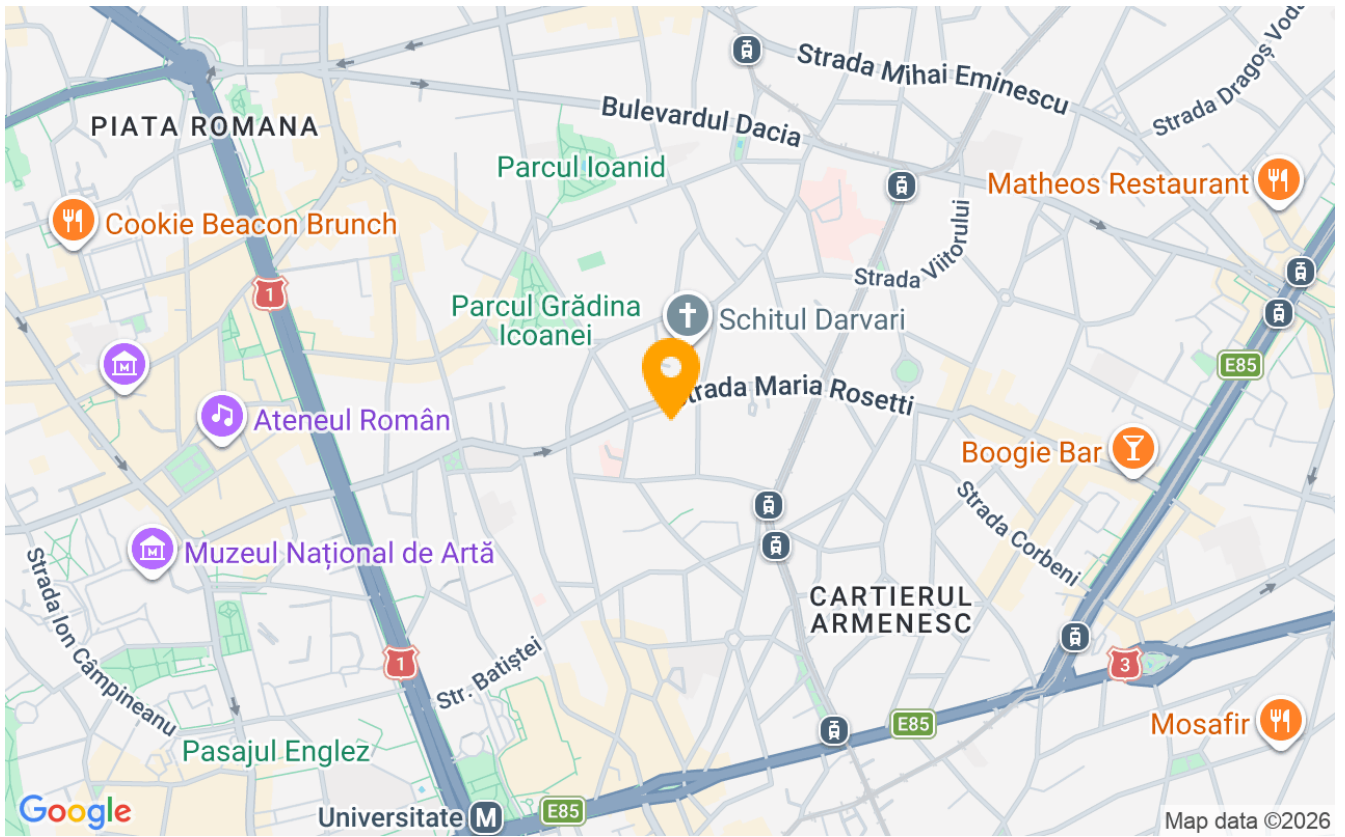 Strada Mihai Eminescu
Strada Dragoș Vodă
Bulevardul Dacia
PIATA ROMANA
Parcul Ioanid
Matheos Restaurant
Cookie Beacon Brunch
Strada Viitorului
1
Parcul Grădina
Icoanei
Schitul Darvari
E85
Strada Maria Rosetti
M
Ateneul Român
Boogie Bar
Strada Corbeni
M
Muzeul Național de Artă
Strada Ion Câmpineanu
CARTIERUL
ARMENESC
1
Str. Batiștei
3
E85
Mosafir
Pasajul Englez
Google
Universitate M
E85
Map data ©2026